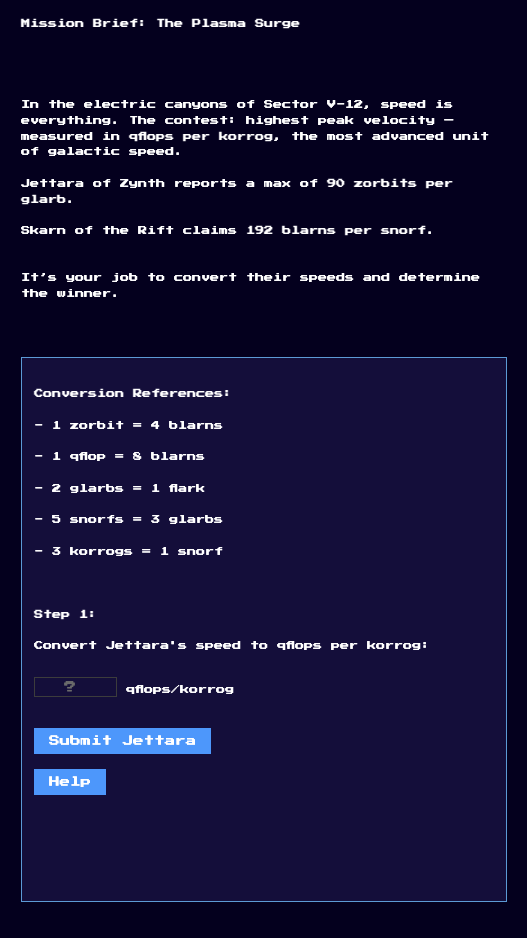 Mission Brief: The Plasma Surge
In the electric canyons of Sector V-12, speed is
everything. The contest: highest peak velocity —
measured in qflops per korrog, the most advanced unit
of galactic speed.
Jettara of Zynth reports a max of 90 zorbits per
glarb.
Skarn of the Rift claims 192 blarns per snorf.
It's your job to convert their speeds and determine
the winner.
Conversion References:
- 1 zorbit = 4 blarns
- 1 qflop = 8 blarns
- 2 glarbs = 1 flark
- 5 snorfs = 3 glarbs
- 3 korrogs = 1 snorf
Step 1:
Convert Jettara's speed to qflops per korrog:
? qflops/korrog
Submit Jettara
Help